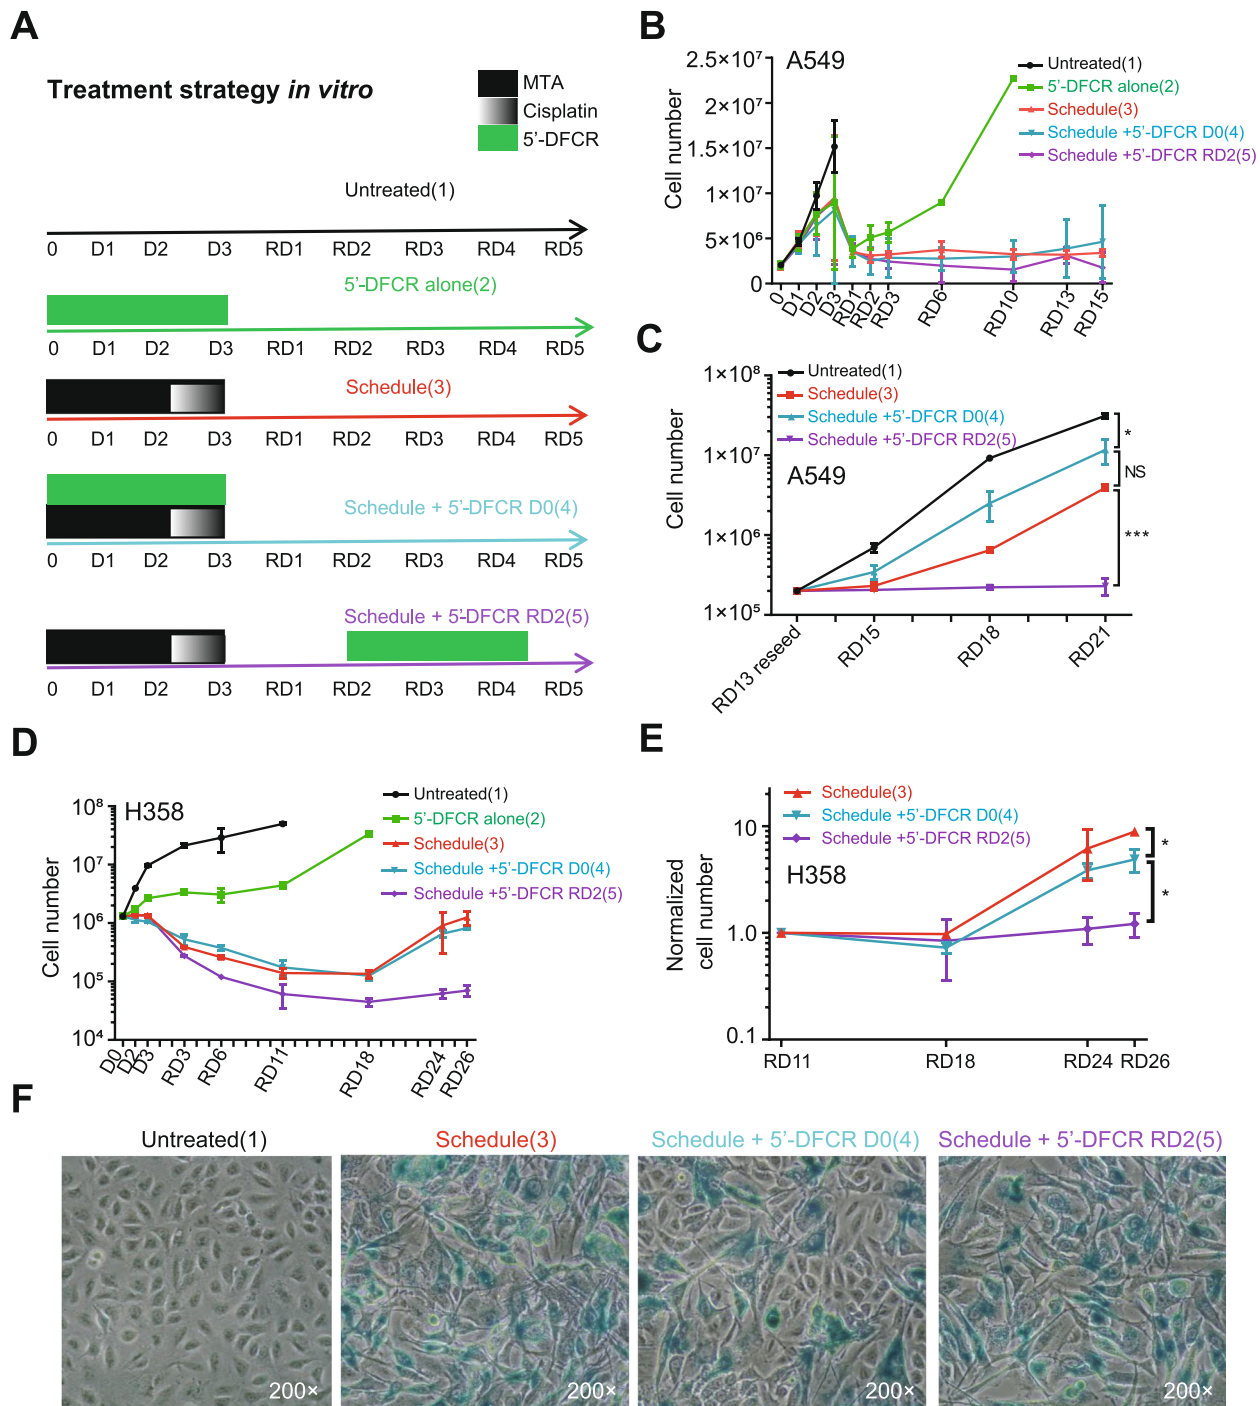 A
Treatment strategy in vitro
MTA
Cisplatin
5'-DFCR
Untreated(1)
0 D1 D2 D3 RD1 RD2 RD3 RD4 RD5
5'-DFCR alone(2)
0 D1 D2 D3 RD1 RD2 RD3 RD4 RD5
Schedule(3)
0 D1 D2 D3 RD1 RD2 RD3 RD4 RD5
Schedule + 5'-DFCR D0(4)
0 D1 D2 D3 RD1 RD2 RD3 RD4 RD5
Schedule + 5'-DFCR RD2(5)
0 D1 D2 D3 RD1 RD2 RD3 RD4 RD5
B
A549
Untreated(1)
5'-DFCR alone(2)
Schedule(3)
Schedule +5'-DFCR D0(4)
Schedule +5'-DFCR RD2(5)
Cell number
2.5×10⁷
2.0×10⁷
1.5×10⁷
1×10⁷
5×10⁶
0
0 D1 D2 D3 RD1 RD2 RD3 RD6 RD10 RD13 RD15
C
Untreated(1)
Schedule(3)
Schedule +5'-DFCR D0(4)
Schedule +5'-DFCR RD2(5)
A549
Cell number
1×10⁸
1×10⁷
1×10⁶
1×10⁵
*
NS
***
RD13 reseed RD15 RD18 RD21
D
H358
Untreated(1)
5'-DFCR alone(2)
Schedule(3)
Schedule +5'-DFCR D0(4)
Schedule +5'-DFCR RD2(5)
Cell number
10⁸
10⁷
10⁶
10⁵
10⁴
D0 D2 D3 RD3 RD6 RD11 RD18 RD24 RD26
E
Schedule(3)
Schedule +5'-DFCR D0(4)
Schedule +5'-DFCR RD2(5)
H358
Normalized
cell number
10
1.0
0.1
*
*
RD11 RD18 RD24 RD26
F
Untreated(1)
200×
Schedule(3)
200×
Schedule + 5'-DFCR D0(4)
200×
Schedule + 5'-DFCR RD2(5)
200×